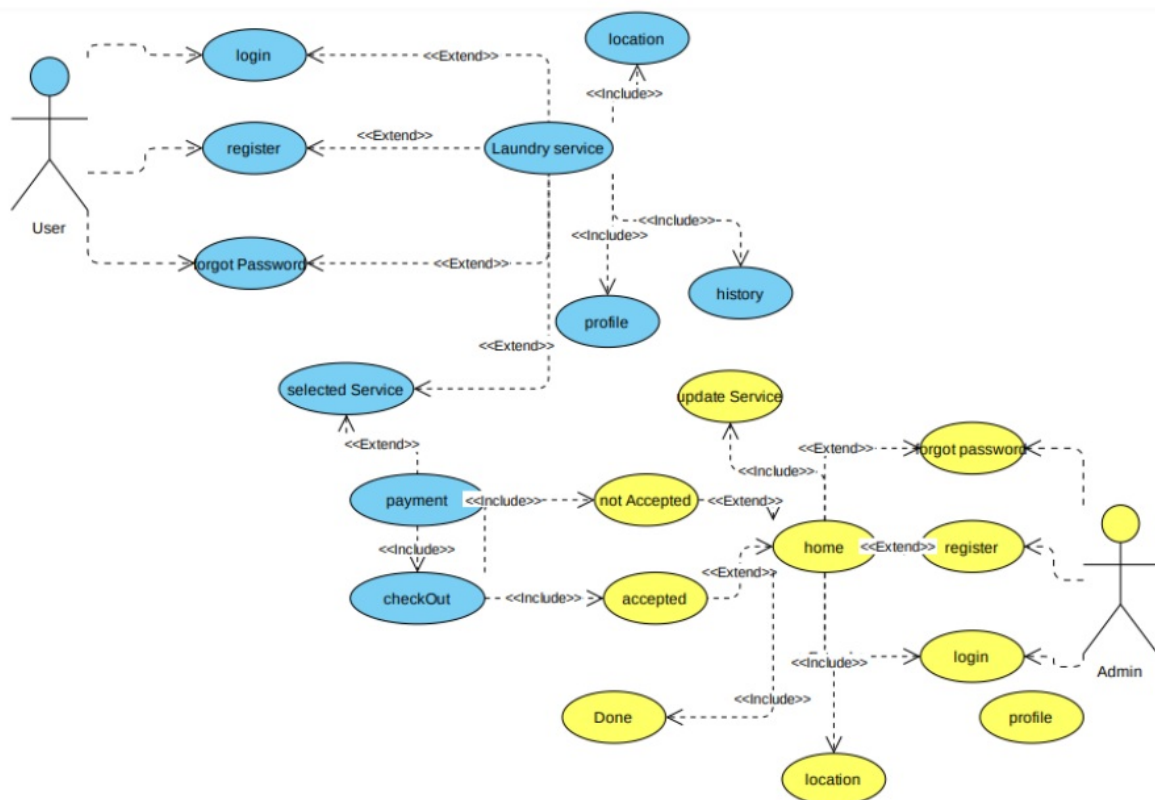 location
login
<<Extend>>
<<Include>>
<<Extend>>
register
Laundry service
User
<<Include>>
<<Include>>
forgot Password
<<Extend>>
history
profile
<<Extend>>
selected Service
update Service
<<Extend>>
<<Extend>>
forgot password
<<Include>>
payment
<<Include>>
not Accepted
<<Extend>>
home
<<Extend>>
register
<<Include>>
<<Extend>>
checkOut
<<Include>>
accepted
<<Include>>
login
Admin
<<Include>>
Done
profile
location